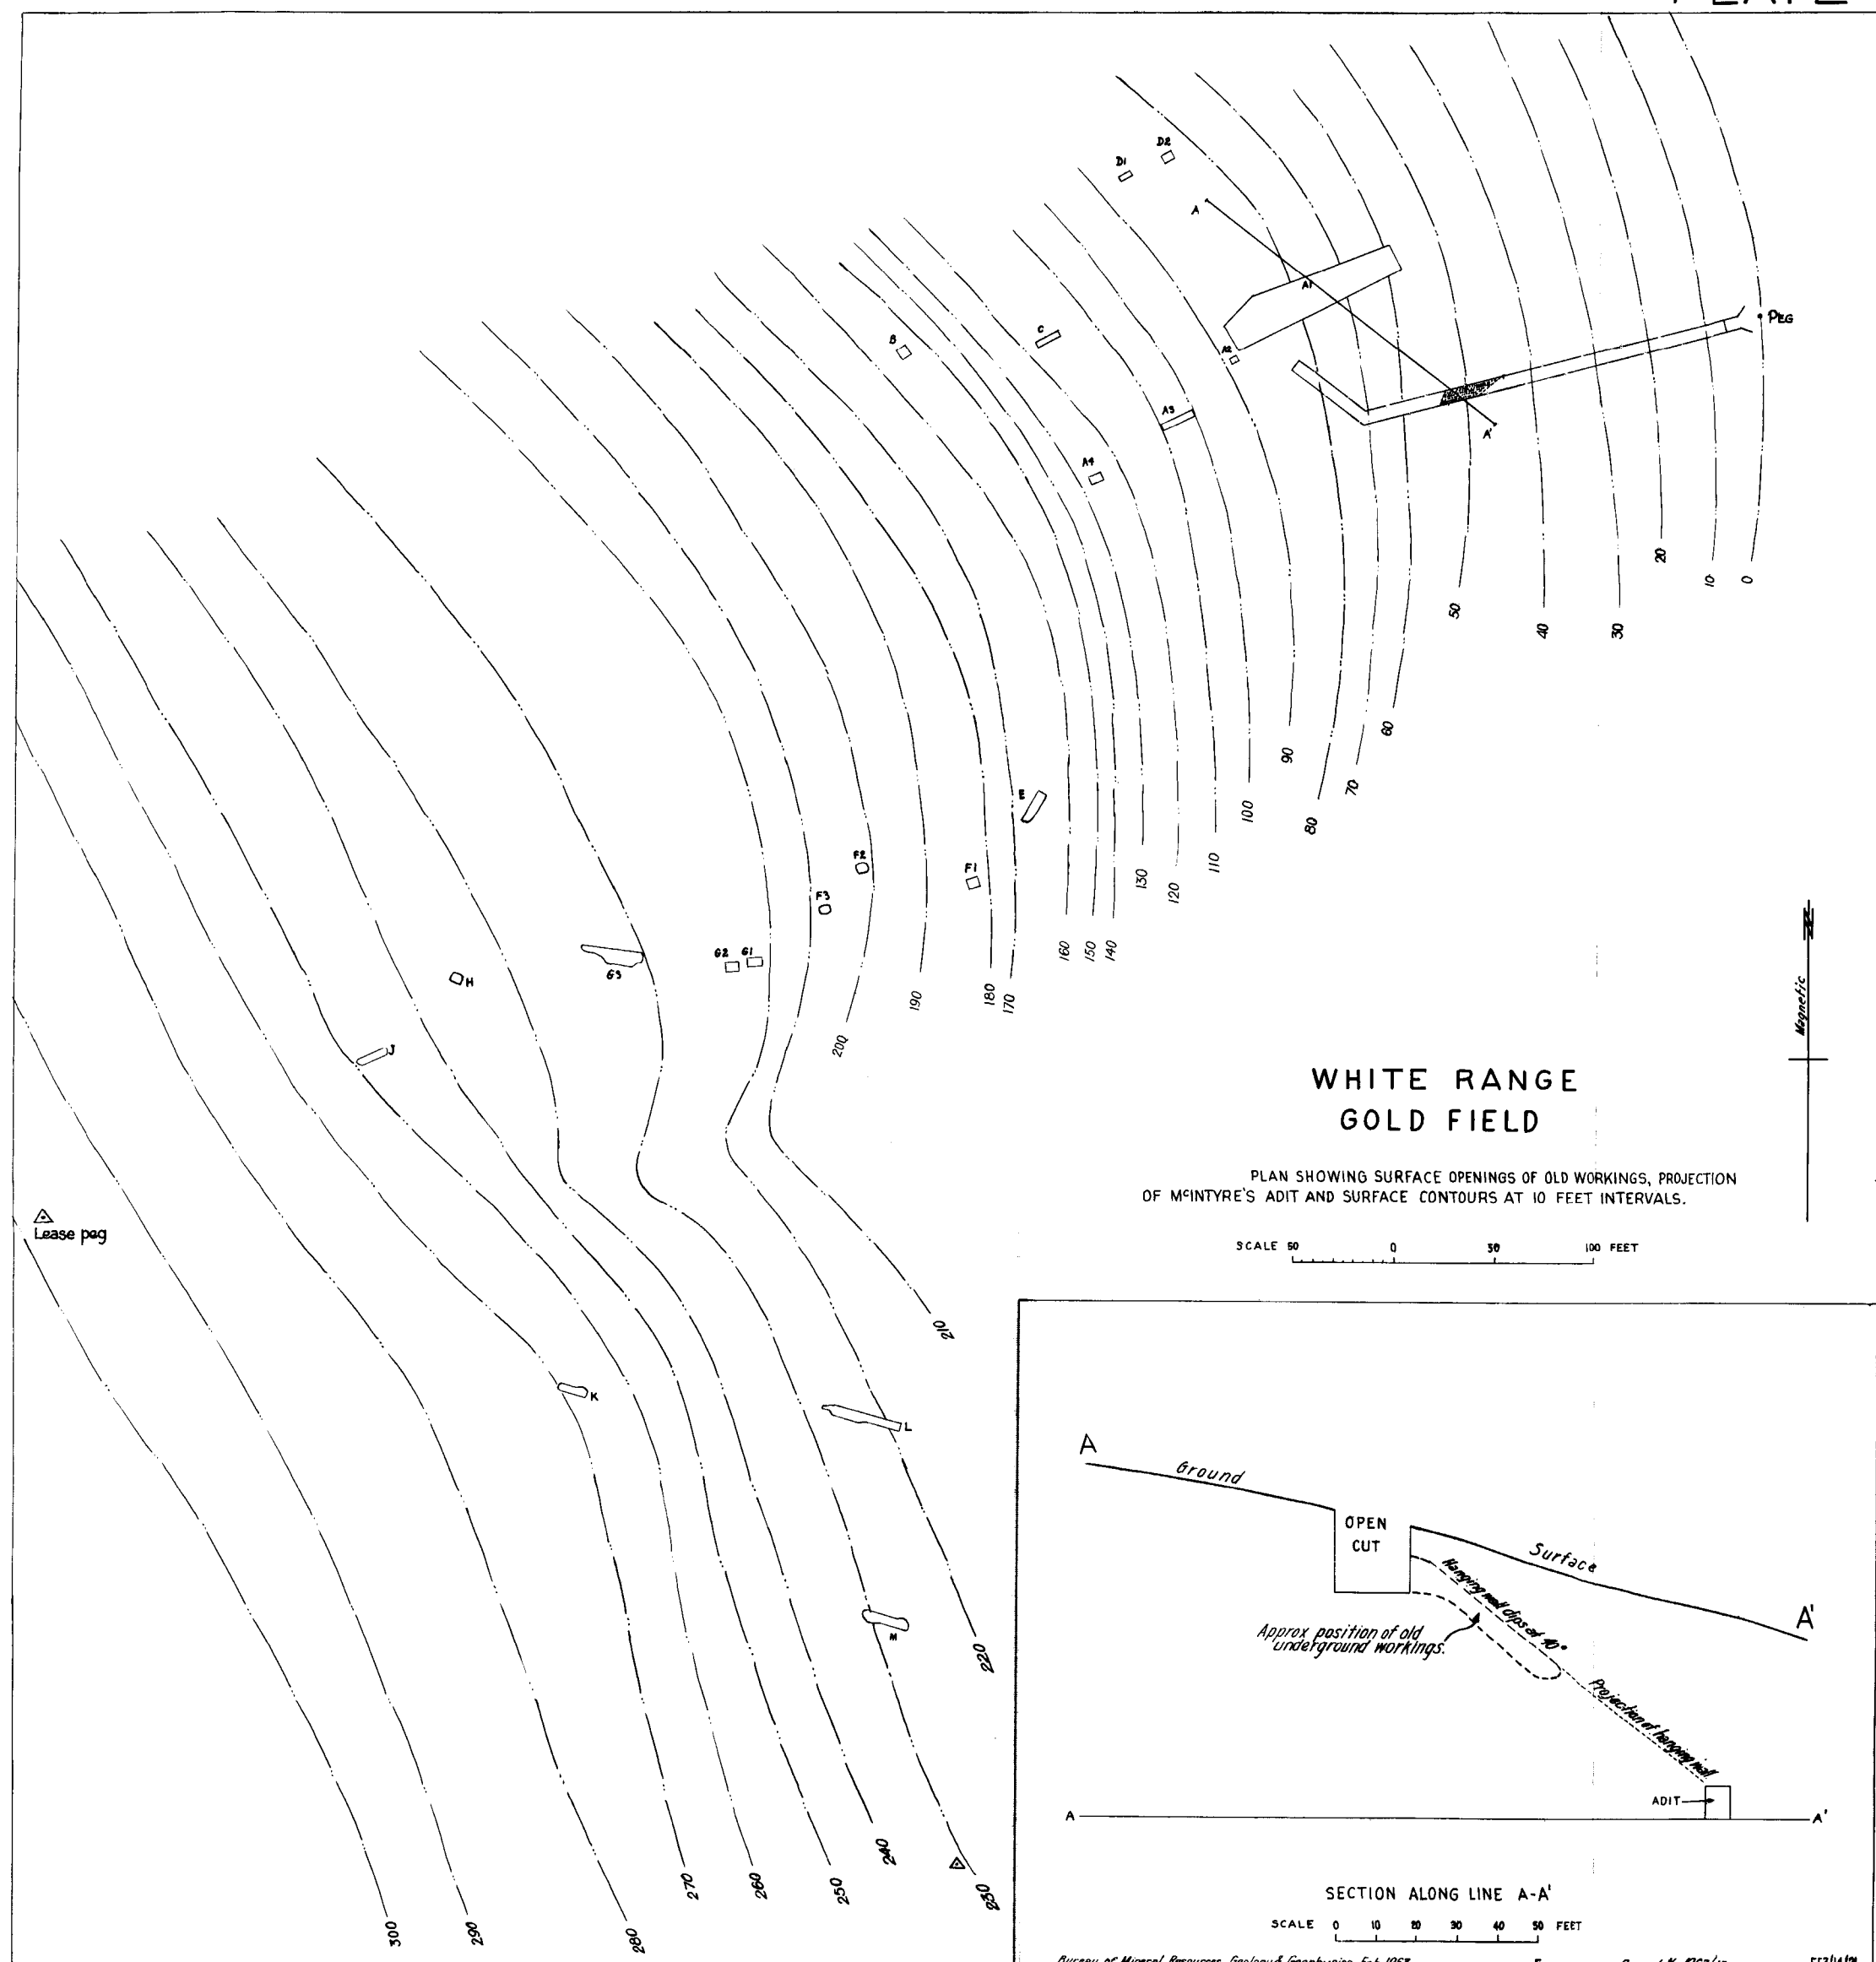 D2
D1
A
A1
PEG
C
B
A2
A3
A'
A4
20
10
0
50
40
30
60
90
70
100
80
E
110
F2
F1
130
120
F3
160
150
140
G2
G1
G3
H
190
180
170
200
J
Magnetic
WHITE RANGE
GOLD FIELD
PLAN SHOWING SURFACE OPENINGS OF OLD WORKINGS, PROJECTION
OF McINTYRE'S ADIT AND SURFACE CONTOURS AT 10 FEET INTERVALS.
Lease peg
SCALE 50 0 50 100 FEET
210
K
L
M
220
230
240
250
260
270
280
290
300
A
Ground
OPEN
CUT
Surface
A'
Hanging wall dips at 40°
Approx position of old
underground workings.
Projection of hanging wall
ADIT
A
A'
SECTION ALONG LINE A-A'
SCALE 0 10 20 30 40 50 FEET